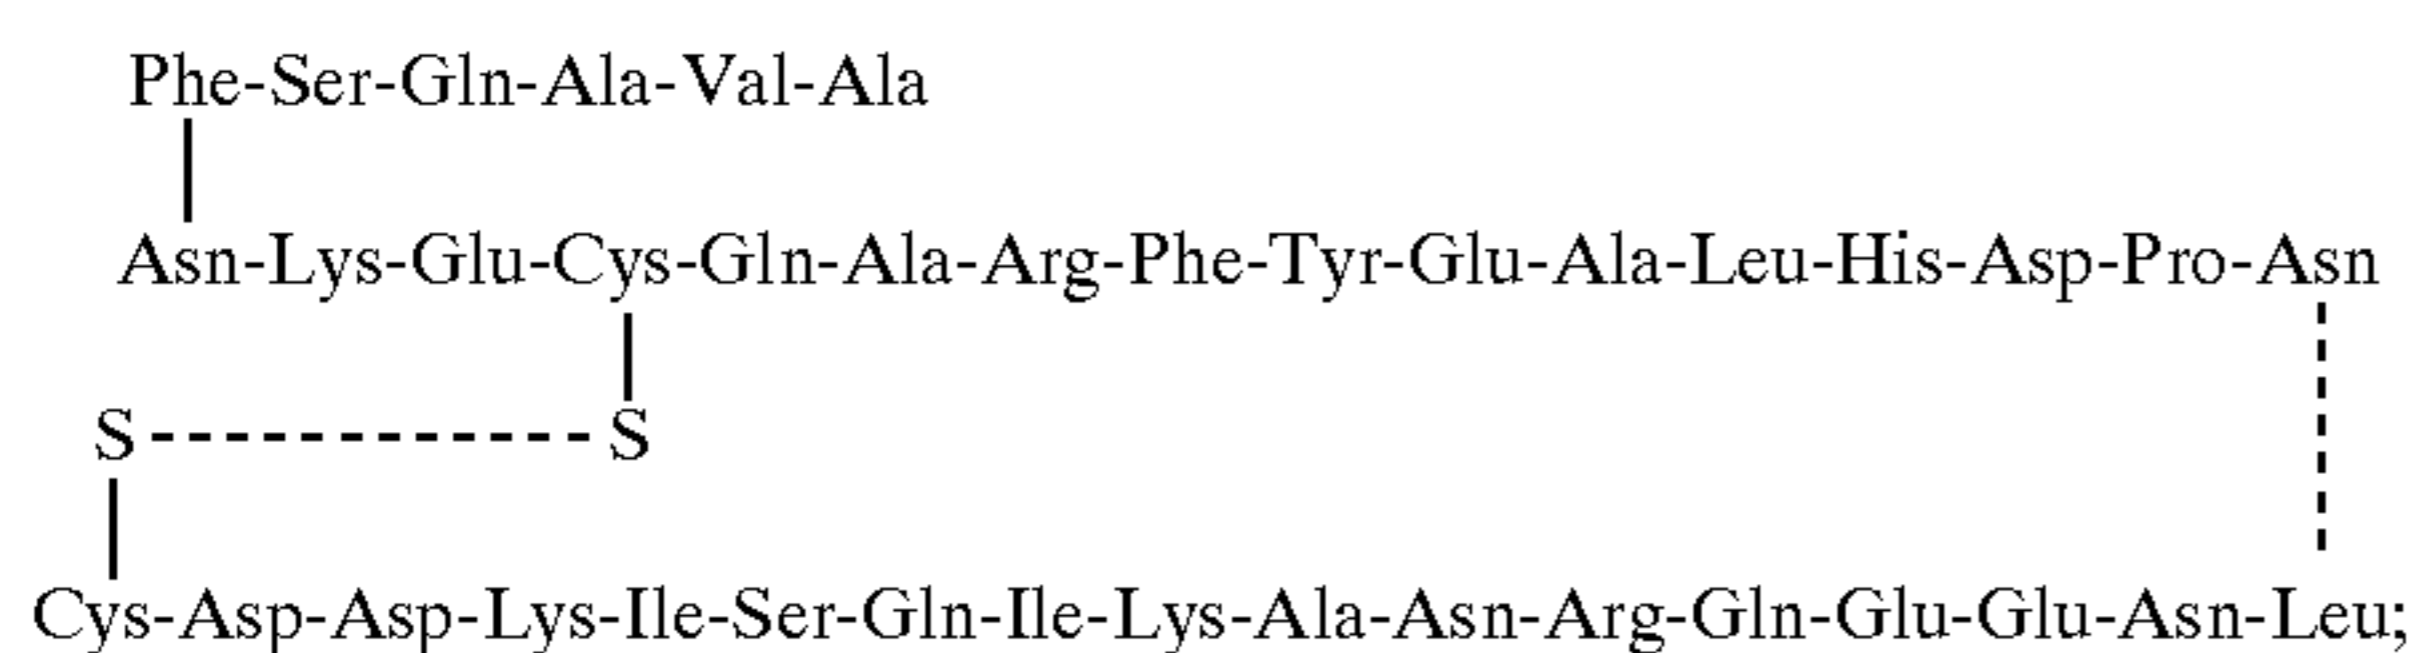 Phe-Ser-Gln-Ala-Val-Ala
Asn-Lys-Glu-Cys-Gln-Ala-Arg-Phe-Tyr-Glu-Ala-Leu-His-Asp-Pro-Asn
S S
Cys-Asp-Asp-Lys-Ile-Ser-Gln-Ile-Lys-Ala-Asn-Arg-Gln-Glu-Glu-Asn-Leu;